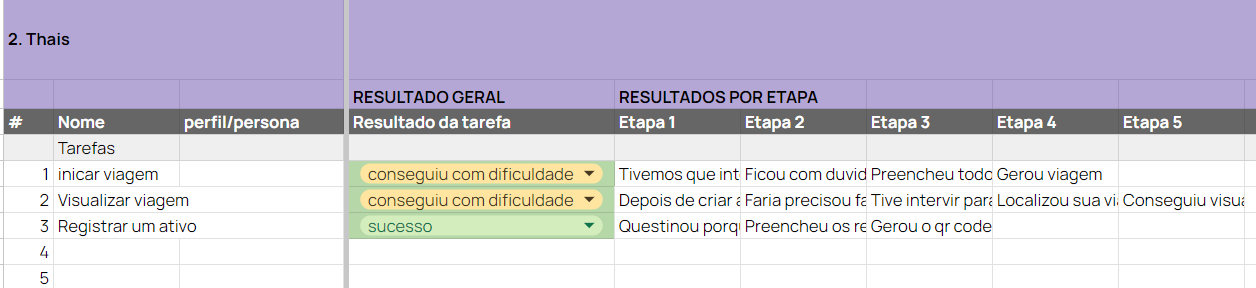 2. Thais
RESULTADO GERAL RESULTADOS POR ETAPA
# Nome perfil/persona Resultado da tarefa Etapa 1 Etapa 2 Etapa 3 Etapa 4 Etapa 5
Tarefas
1 inicar viagem conseguiu com dificuldade Tivemos que int Ficou com duvid Preencheu todo Gerou viagem
2 Visualizar viagem conseguiu com dificuldade Depois de criar Faria precisou fa Tive intervir para Localizou sua vi Conseguiu visua
3 Registrar um ativo sucesso Questinou porq Preencheu os re Gerou o qr code
4
5